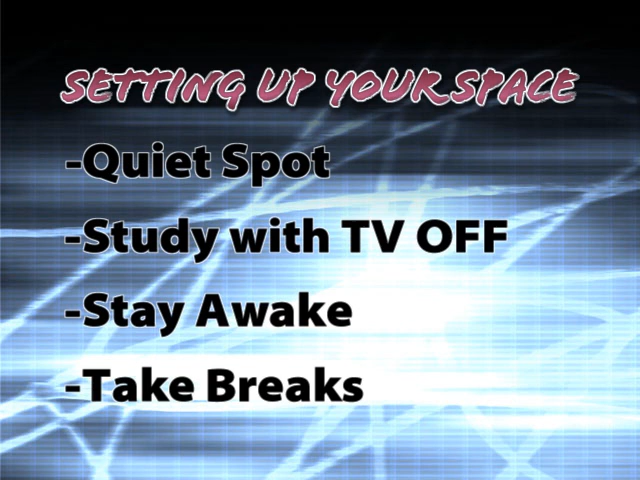 SETTING UP YOUR SPACE
-Quiet Spot
-Study with TV OFF
-Stay Awake
-Take Breaks